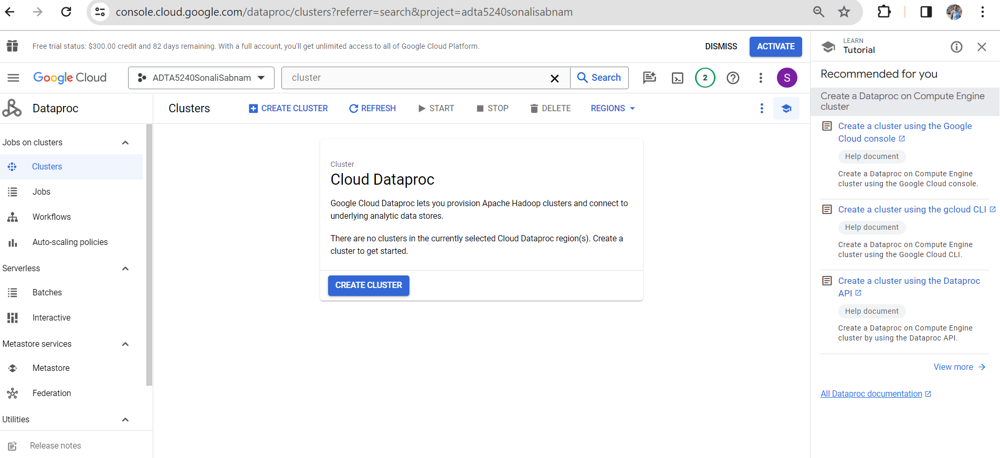 console.cloud.google.com/dataproc/clusters?referrer=search&project=adta5240sonalisabnam
Free trial status: $300.00 credit and 82 days remaining. With a full account, you'll get unlimited access to all of Google Cloud Platform.
DISMISS
ACTIVATE
Google Cloud
ADTA5240SonaliSabnam
cluster
Search
2
S
Dataproc
Jobs on clusters
Clusters
Jobs
Workflows
Auto-scaling policies
Serverless
Batches
Interactive
Metastore services
Metastore
Federation
Utilities
Release notes
Clusters
CREATE CLUSTER
REFRESH
START
STOP
DELETE
REGIONS
Cluster
Cloud Dataproc
Google Cloud Dataproc lets you provision Apache Hadoop clusters and connect to
underlying analytic data stores.
There are no clusters in the currently selected Cloud Dataproc region(s). Create a
cluster to get started.
CREATE CLUSTER
LEARN
Tutorial
Recommended for you
Create a Dataproc on Compute Engine
cluster
Create a cluster using the Google
Cloud console
Help document
Create a Dataproc on Compute Engine
cluster using the Google Cloud console.
Create a cluster using the gcloud CLI
Help document
Create a Dataproc on Compute Engine
cluster using the Google Cloud CLI.
Create a cluster using the Dataproc
API
Help document
Create a Dataproc on Compute Engine
cluster by using the Dataproc API.
View more
All Dataproc documentation